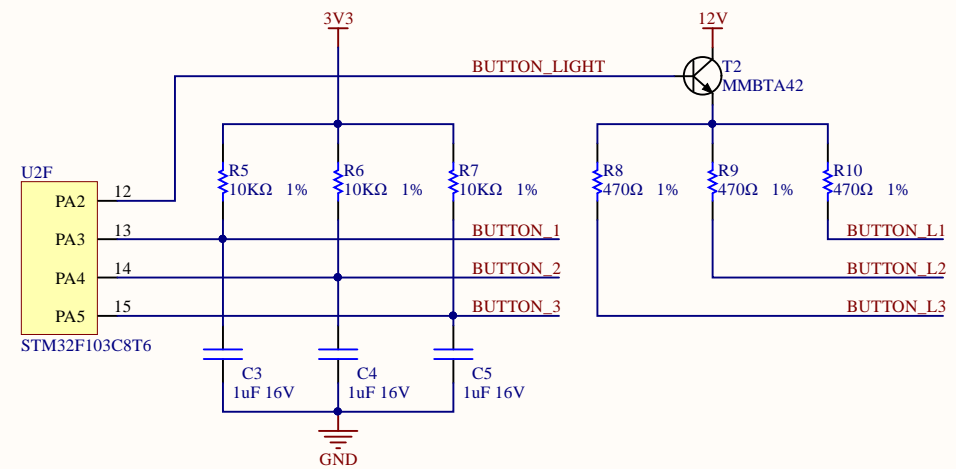 3V3
12V
BUTTON_LIGHT
T2
MMBTA42
U2F
R5
10KΩ 1%
R6
10KΩ 1%
R7
10KΩ 1%
R8
470Ω 1%
R9
470Ω 1%
R10
470Ω 1%
PA2 12
PA3 13
BUTTON_1
BUTTON_L1
PA4 14
BUTTON_2
BUTTON_L2
PA5 15
BUTTON_3
BUTTON_L3
STM32F103C8T6
C3
1uF 16V
C4
1uF 16V
C5
1uF 16V
GND